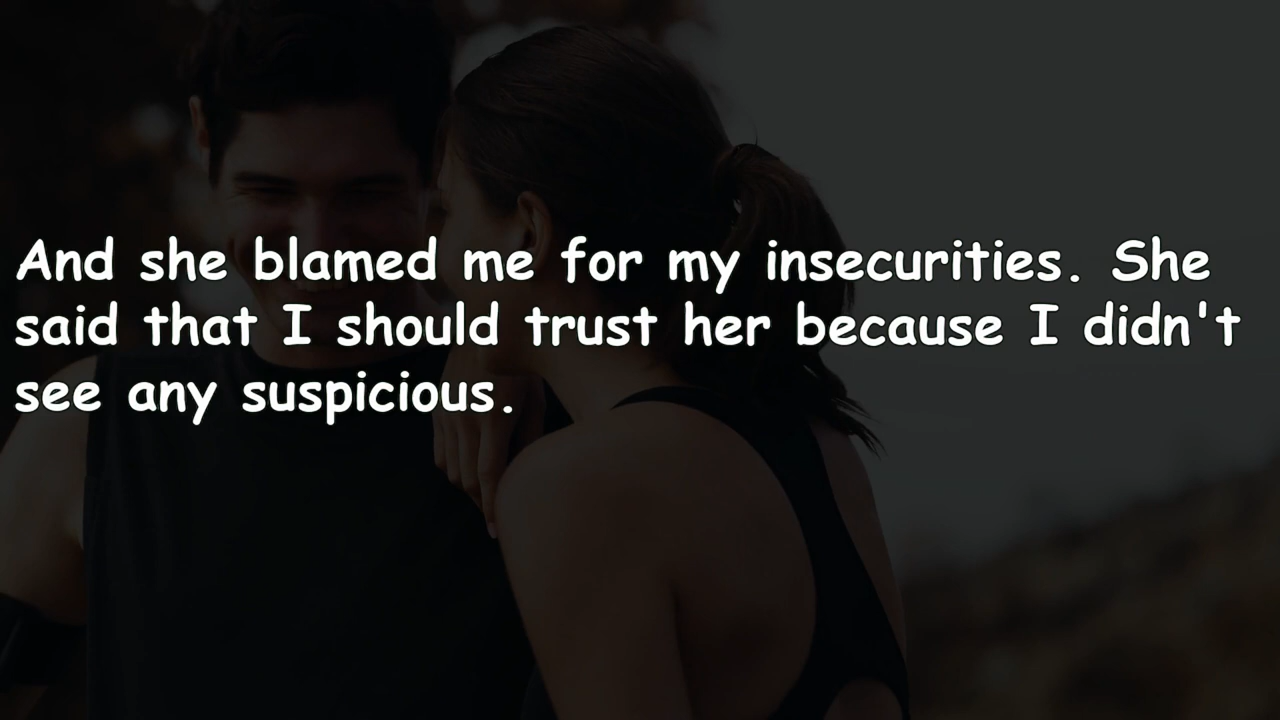 And she blamed me for my insecurities. She
said that I should trust her because I didn't
see any suspicious.